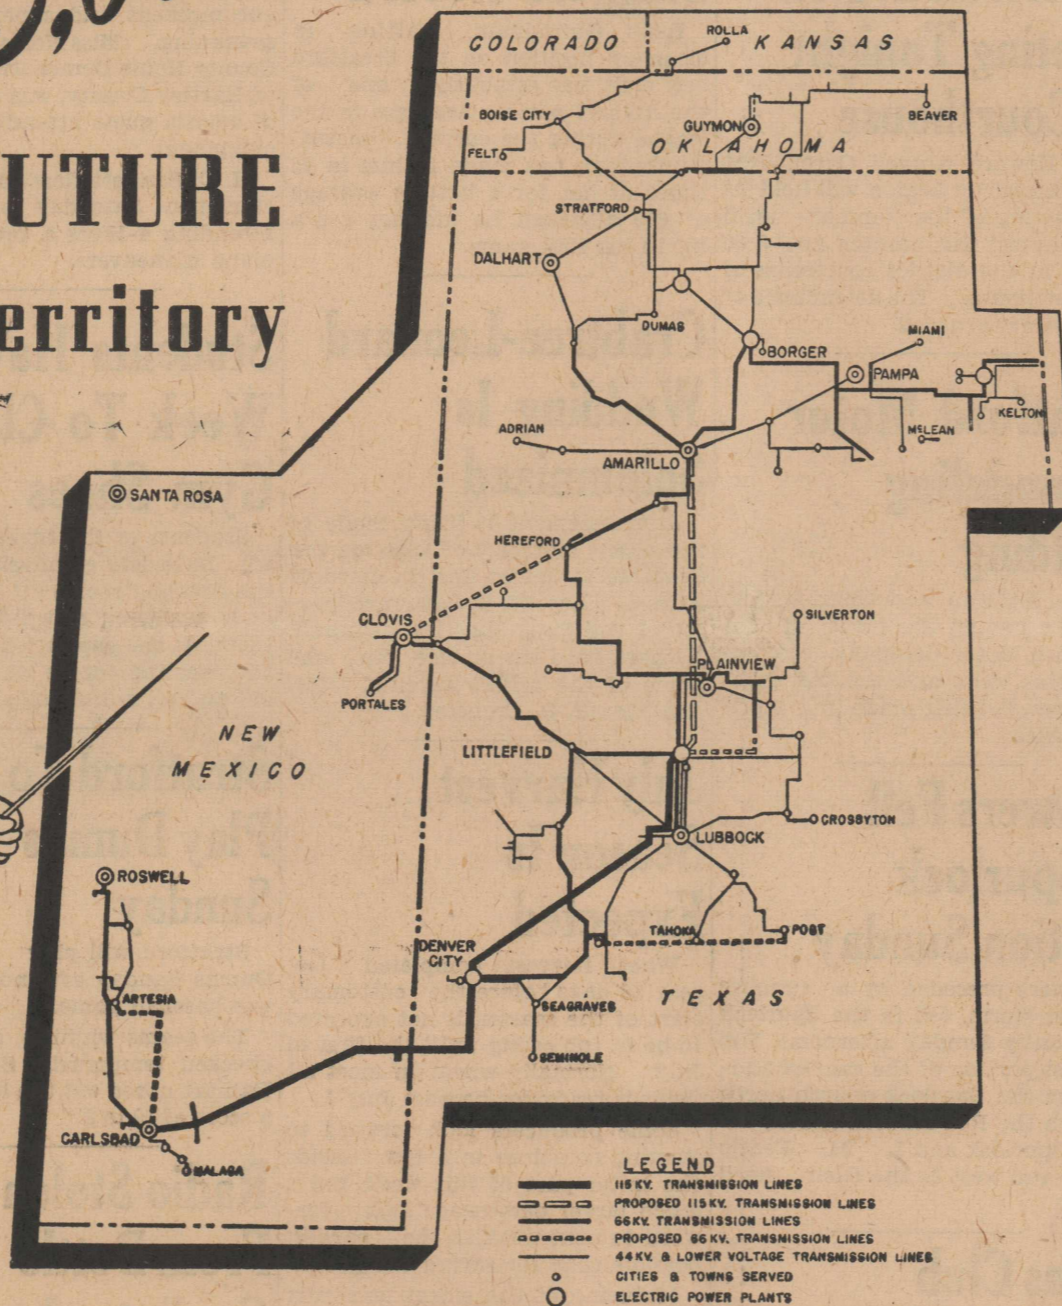 UTURE
erritory
COLORADO
ROLLA
KANSAS
BOISE CITY
GUYMON
BEAVER
FELT
OKLAHOMA
STRATFORD
DALHART
DUMAS
BORGER
MIAMI
PAMPA
KELTON
McLEAN
ADRIAN
AMARILLO
SANTA ROSA
HEREFORD
CLOVIS
SILVERTON
PLAINVIEW
PORTALES
NEW
MEXICO
LITTLEFIELD
CROSBYTON
LUBBOCK
ROSWELL
TAHOKA
POST
DENVER
CITY
ARTESIA
SEAGRAVES
TEXAS
SEMINOLE
CARLSBAD
MALAGA
LEGEND
115 KV. TRANSMISSION LINES
PROPOSED 115 KV. TRANSMISSION LINES
66 KV. TRANSMISSION LINES
PROPOSED 66 KV. TRANSMISSION LINES
44 KV. & LOWER VOLTAGE TRANSMISSION LINES
CITIES & TOWNS SERVED
ELECTRIC POWER PLANTS